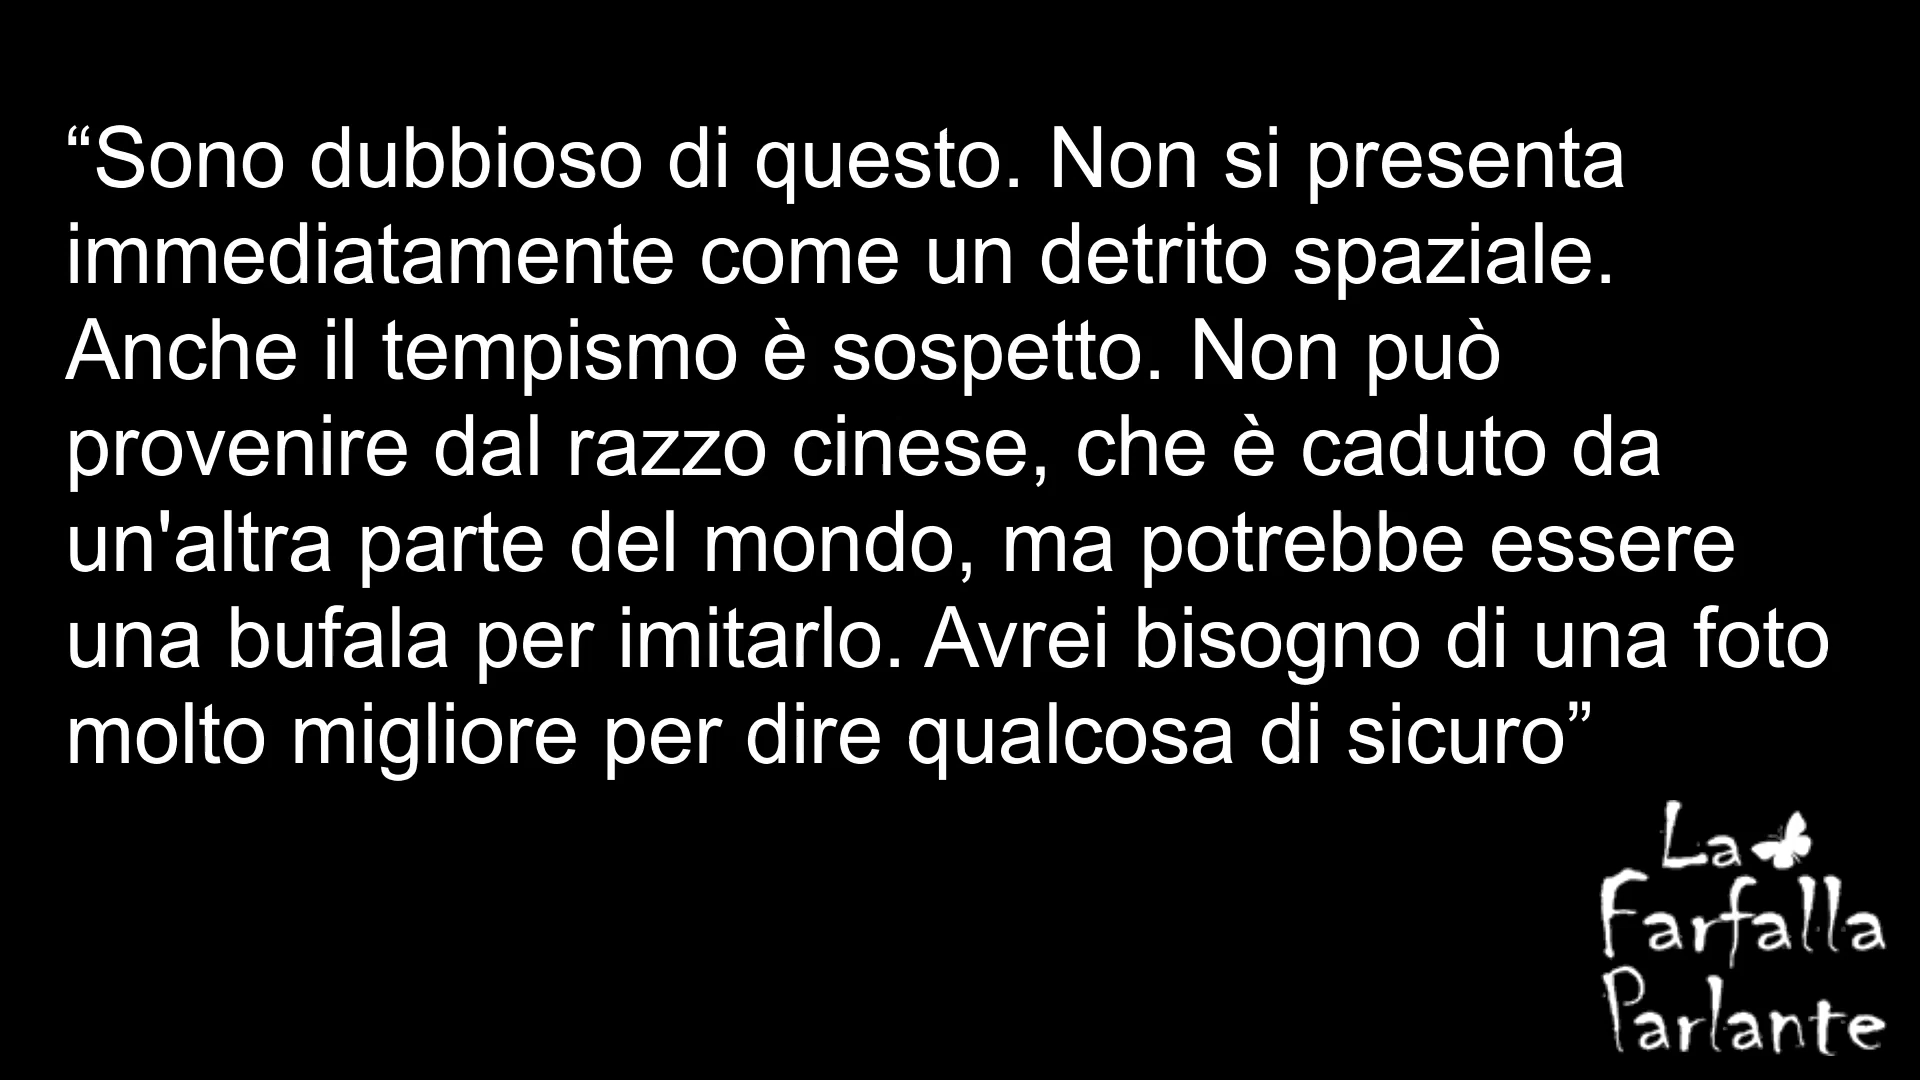 “Sono dubbioso di questo. Non si presenta
immediatamente come un detrito spaziale.
Anche il tempismo è sospetto. Non può
provenire dal razzo cinese, che è caduto da
un'altra parte del mondo, ma potrebbe essere
una bufala per imitarlo. Avrei bisogno di una foto
molto migliore per dire qualcosa di sicuro”
La
Farfalla
Parlante